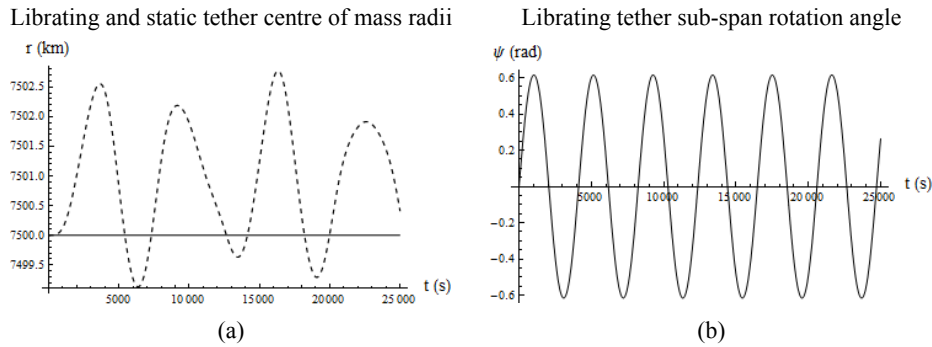 Librating and static tether centre of mass radii
Librating tether sub-span rotation angle
r (km)
7502.5
7502.0
7501.5
7501.0
7500.5
7500.0
7499.5
5000
10 000
15 000
20 000
25 000
t (s)
(a)
ψ (rad)
0.6
0.4
0.2
-0.2
-0.4
-0.6
5000
10 000
15 000
20 000
25 000
t (s)
(b)